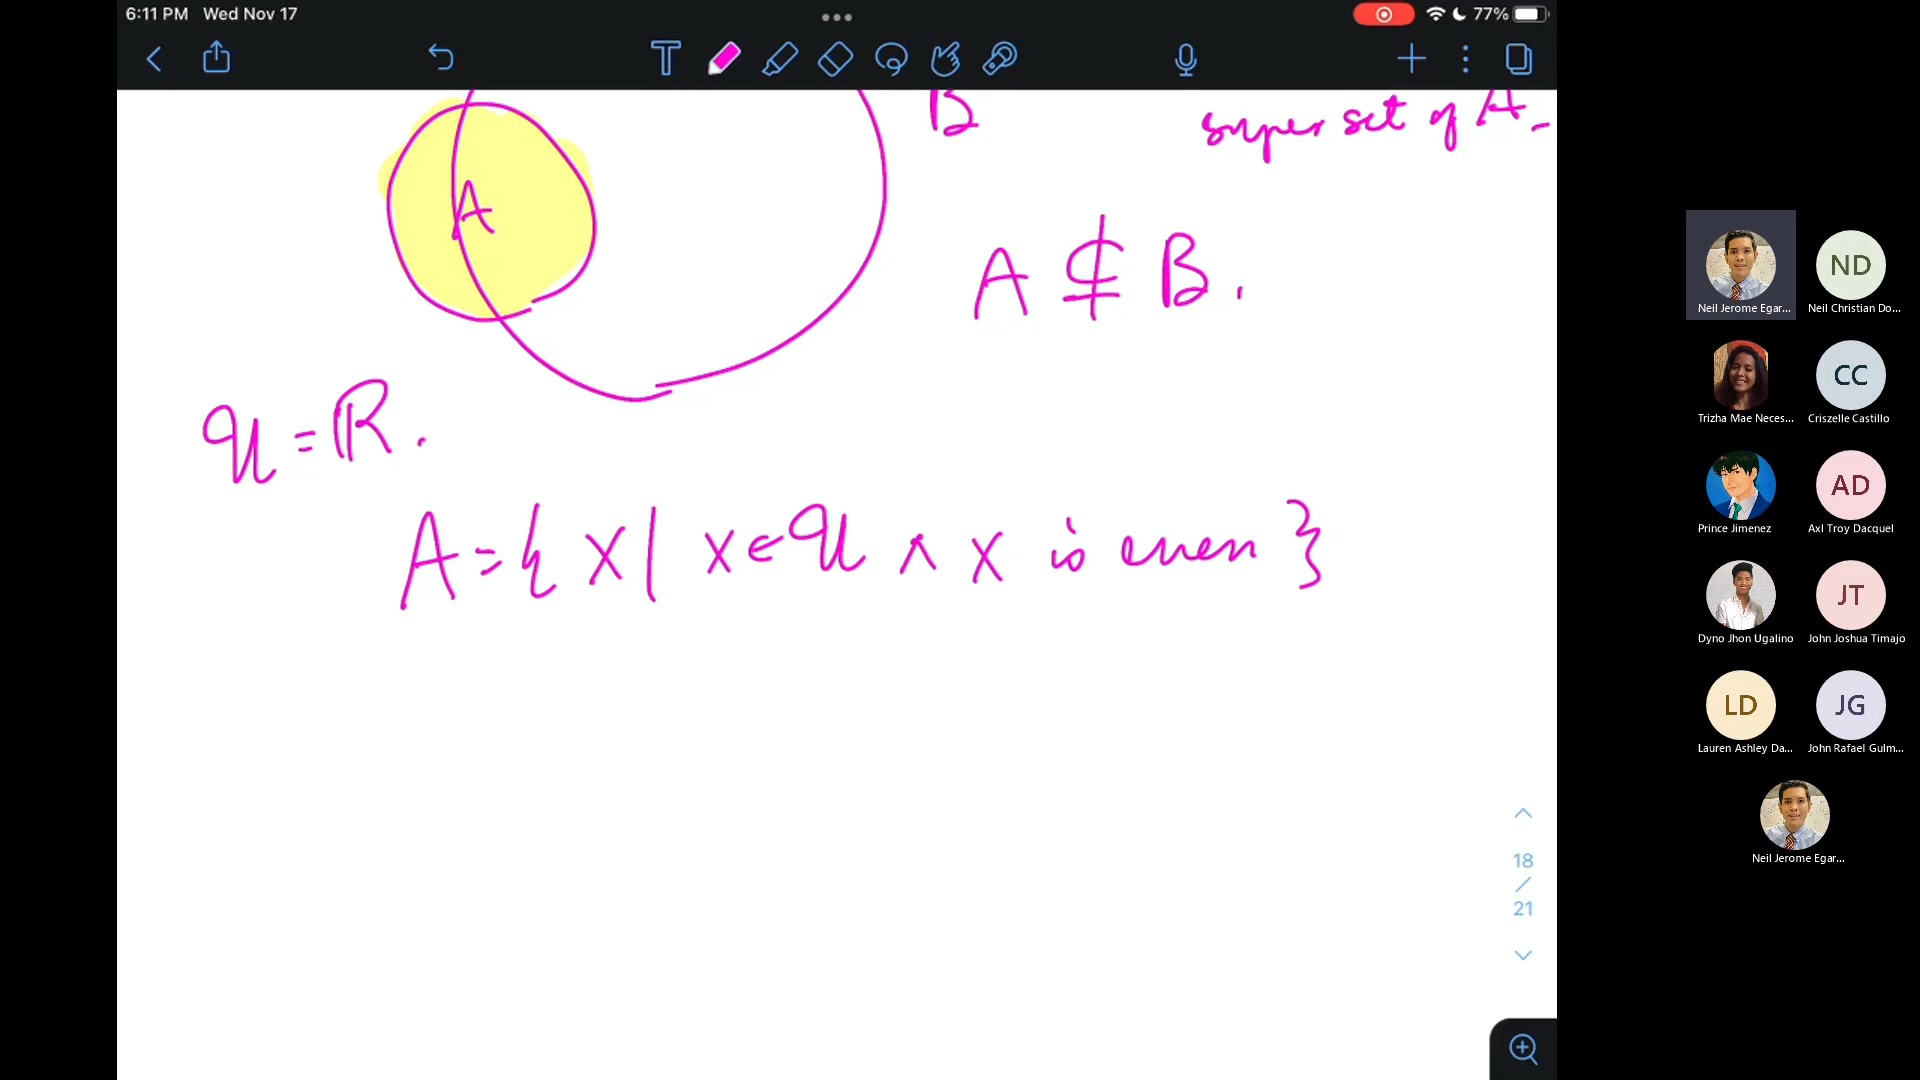 6:11 PM Wed Nov 17
77%
B
super set of A.
A
A ⊈ B.
𝒰 = ℝ.
A = { x | x ∈ 𝒰 ∧ x is even }
18
/
21
Neil Jerome Egar...
ND
Neil Christian Do...
Trizha Mae Neces...
CC
Criszelle Castillo
Prince Jimenez
AD
Axl Troy Dacquel
Dyno Jhon Ugalino
JT
John Joshua Timajo
LD
Lauren Ashley Da...
JG
John Rafael Gulm...
Neil Jerome Egar...